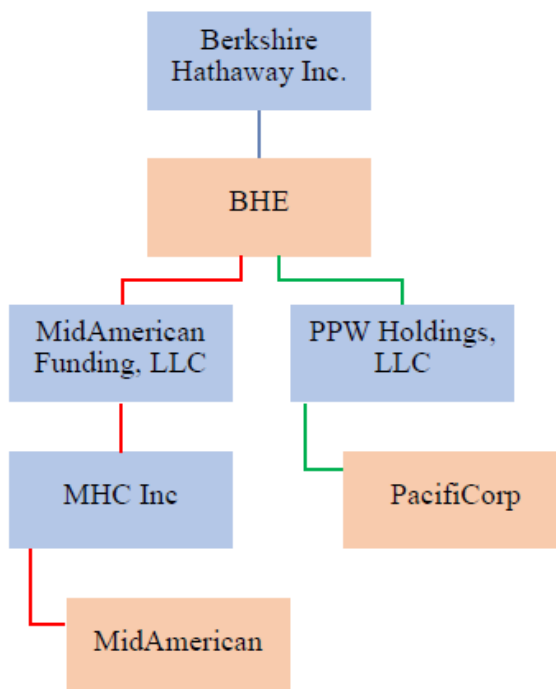 Berkshire
Hathaway Inc.
BHE
MidAmerican
Funding, LLC
PPW Holdings,
LLC
MHC Inc
PacifiCorp
MidAmerican